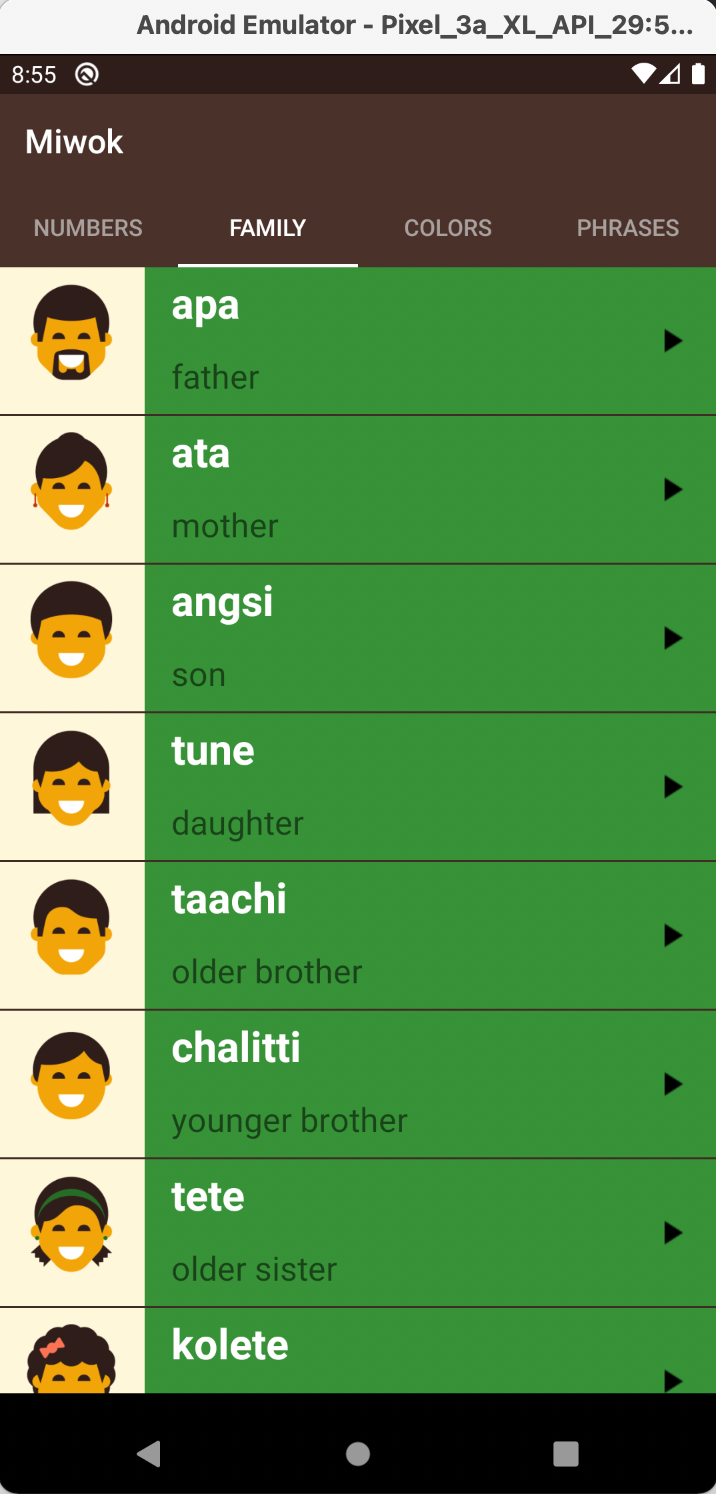 Android Emulator - Pixel_3a_XL_API_29:5...
8:55
Miwok
NUMBERS FAMILY COLORS PHRASES
apa
father
ata
mother
angsi
son
tune
daughter
taachi
older brother
chalitti
younger brother
tete
older sister
kolete